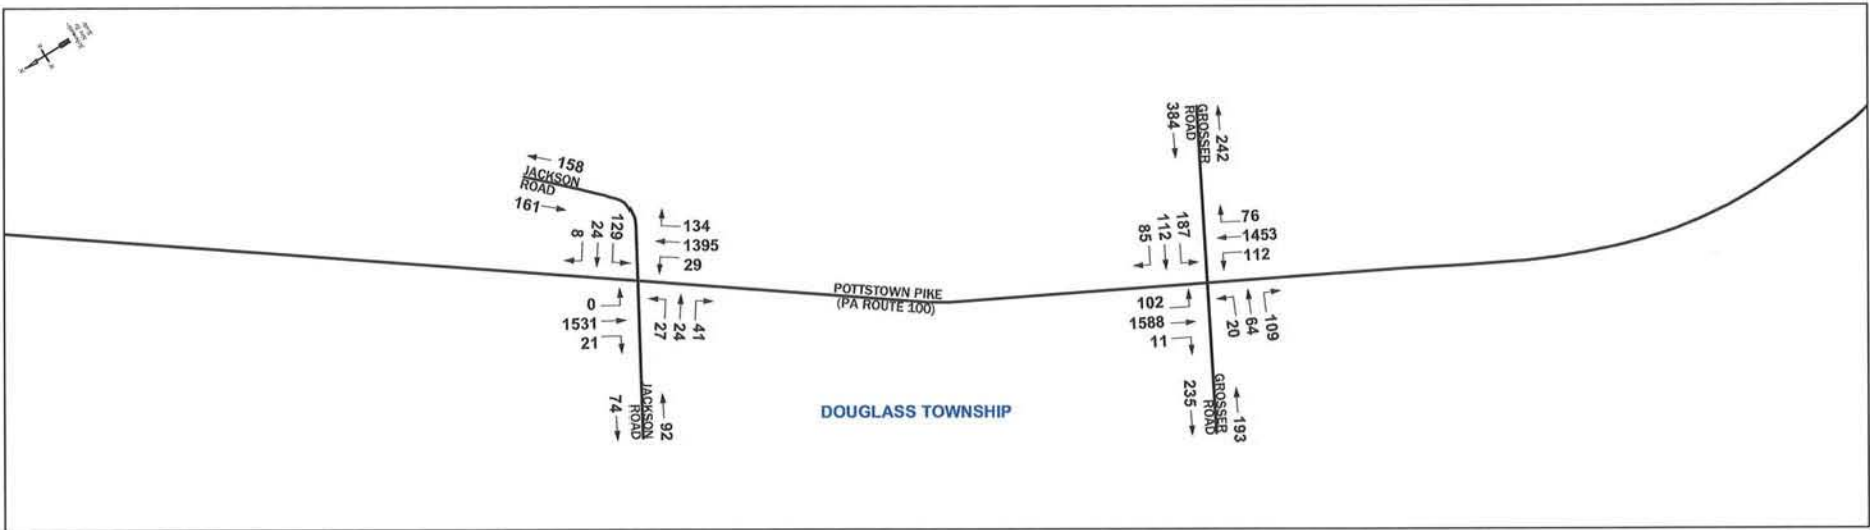 158
JACKSON
ROAD
161
8
24
129
134
1395
29
0
1531
21
27
24
41
74
JACKSON
ROAD
92
POTTSTOWN PIKE
(PA ROUTE 100)
DOUGLASS TOWNSHIP
384
GROSSER
ROAD
242
85
112
187
76
1453
112
102
1588
11
20
64
109
235
GROSSER
ROAD
193